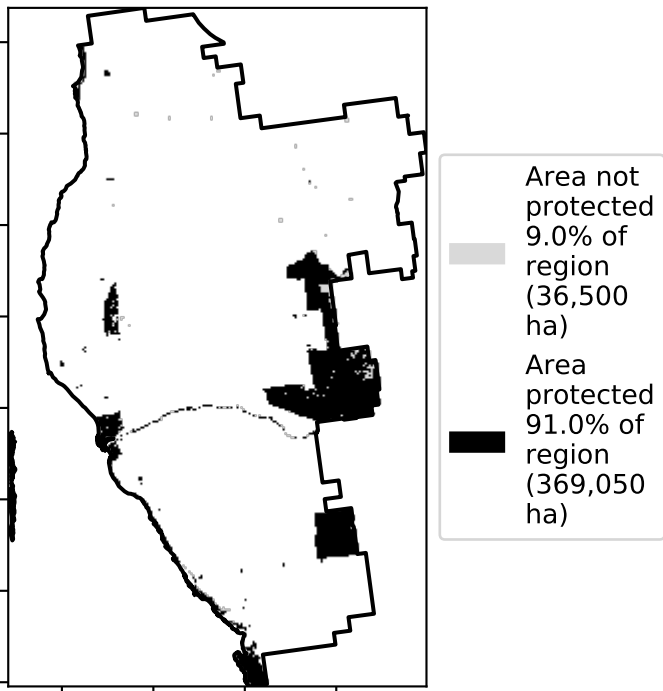 Area not
protected
9.0% of
region
(36,500
ha)
Area
protected
91.0% of
region
(369,050
ha)